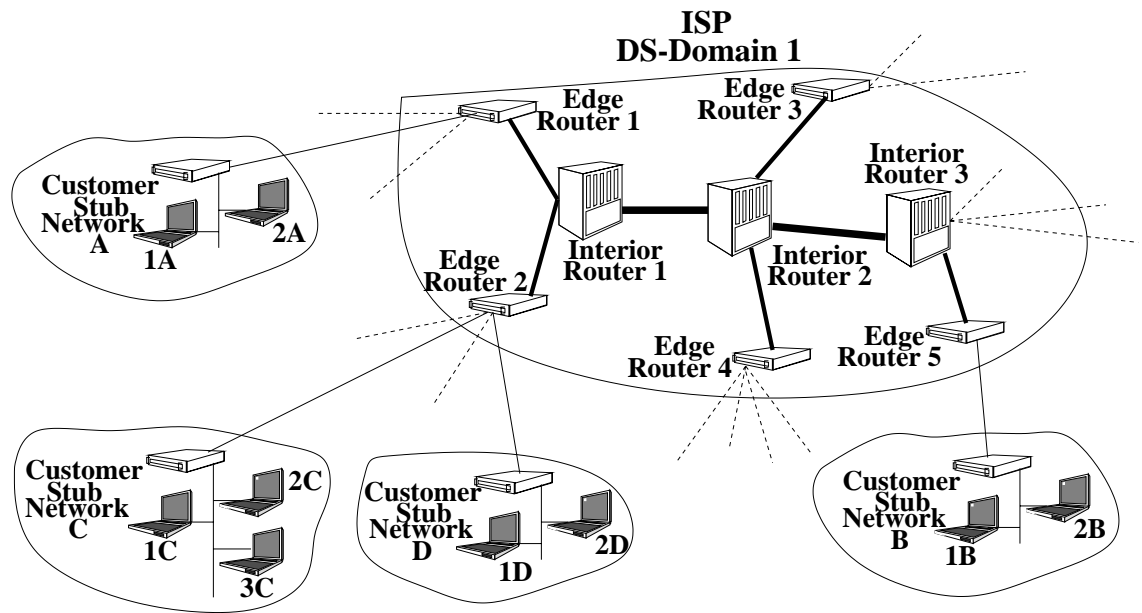 ISP
DS-Domain 1
Edge
Router 1
Edge
Router 3
Interior
Router 3
Customer
Stub
Network
A
1A
2A
Interior
Router 1
Interior
Router 2
Edge
Router 2
Edge
Router 4
Edge
Router 5
Customer
Stub
Network
C
1C
2C
3C
Customer
Stub
Network
D
1D
2D
Customer
Stub
Network
B
1B
2B